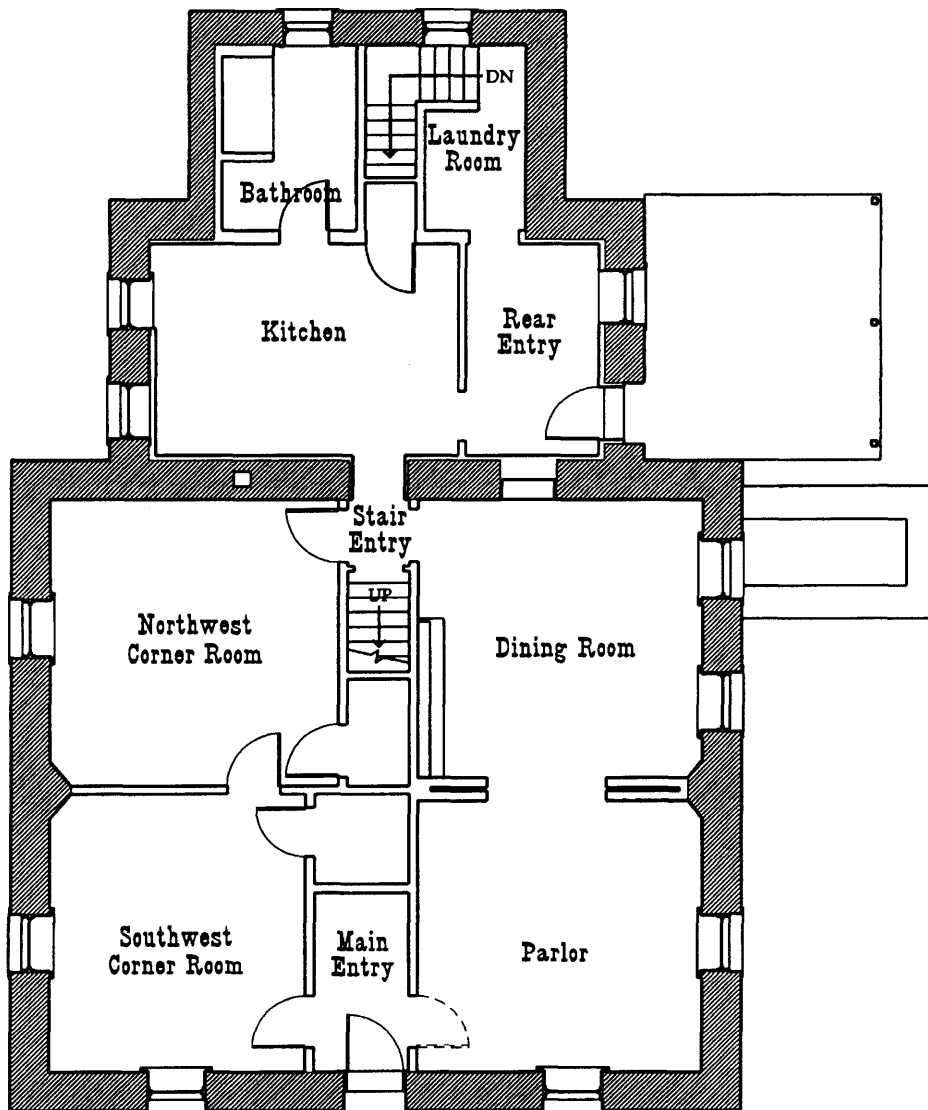 DN
Laundry
Room
Bathroom
Kitchen
Rear
Entry
Stair
Entry
UP
Northwest
Corner Room
Dining Room
Southwest
Corner Room
Main
Entry
Parlor